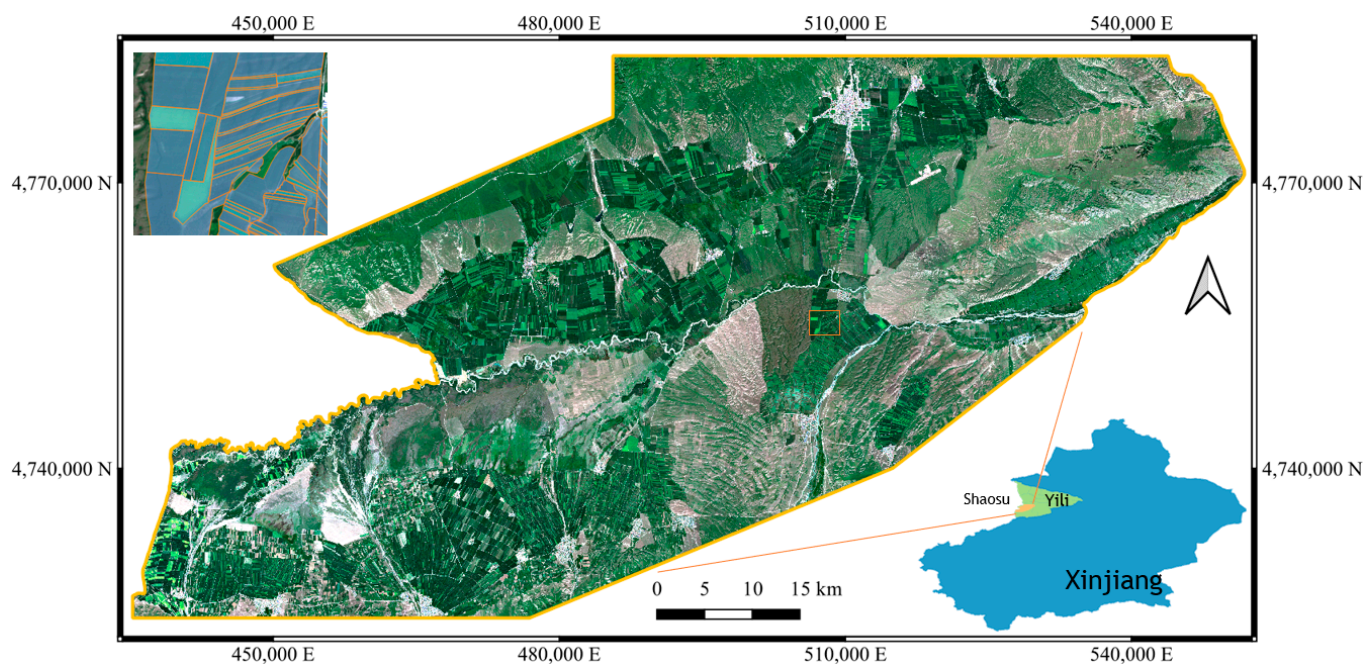 450,000 E 480,000 E 510,000 E 540,000 E
4,770,000 N 4,770,000 N
4,740,000 N 4,740,000 N
Shaosu Yili
Xinjiang
0 5 10 15 km
450,000 E 480,000 E 510,000 E 540,000 E